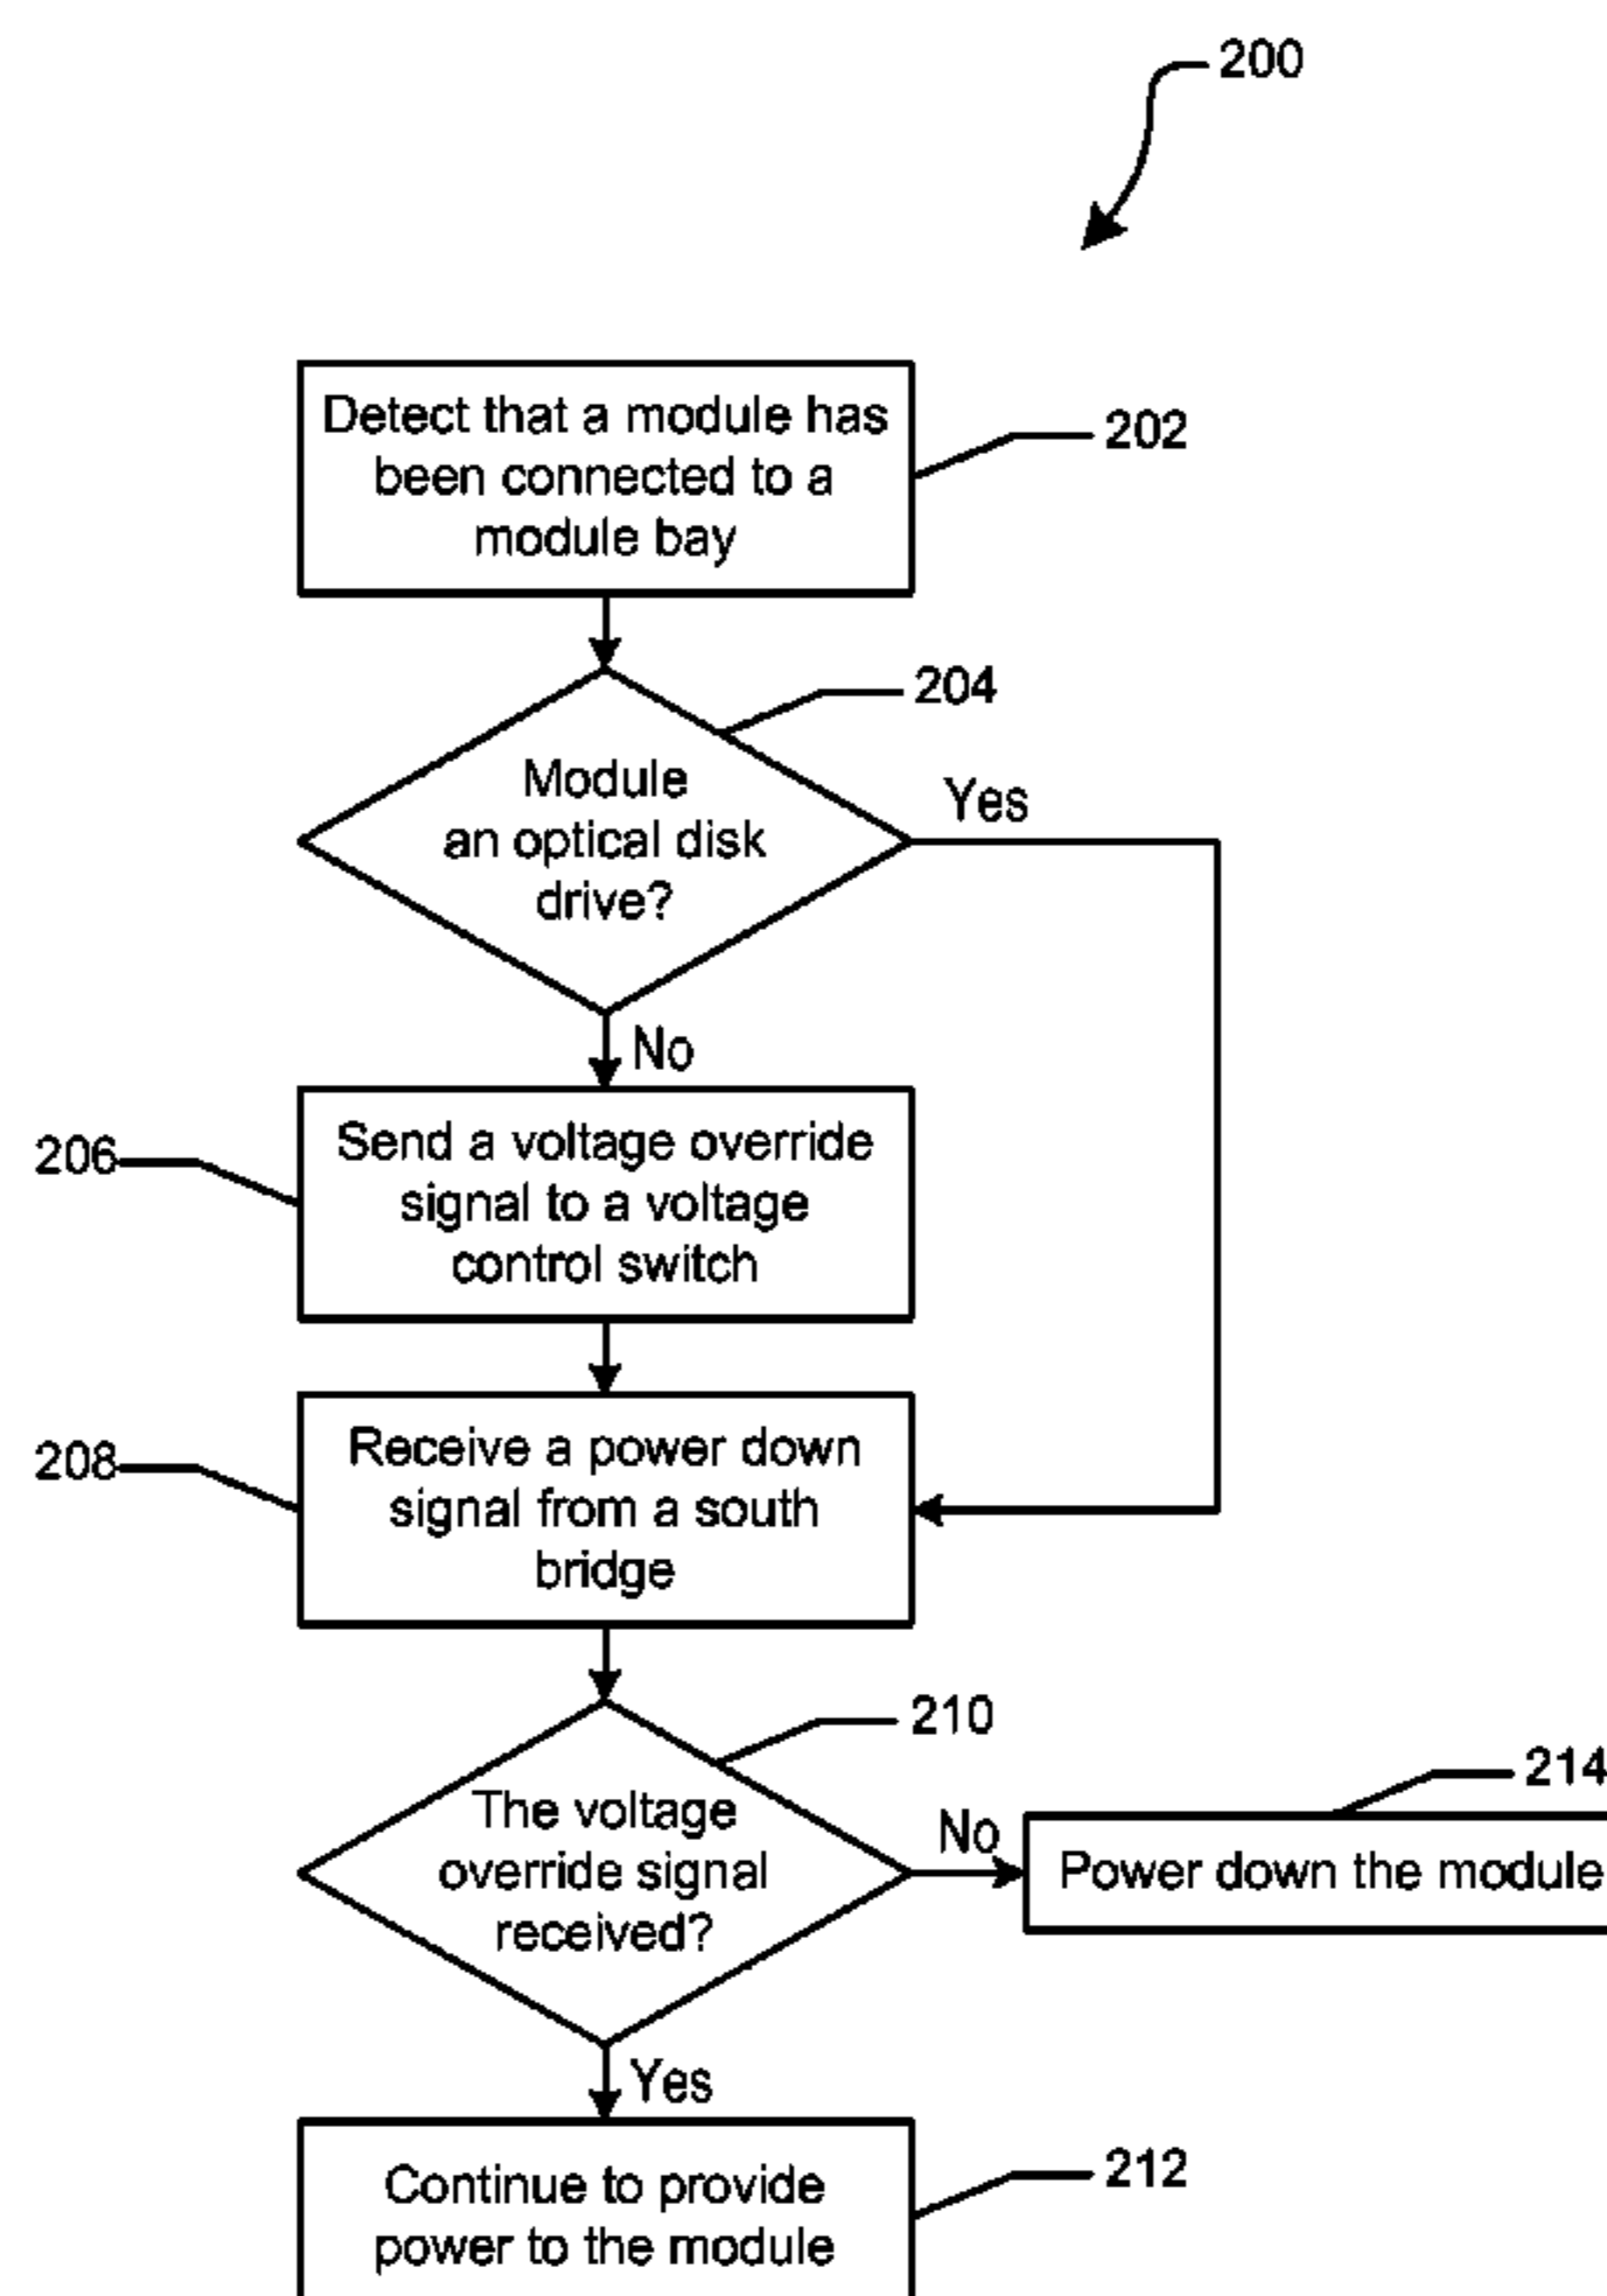 200
Detect that a module has
been connected to a
module bay
202
204
Module
an optical disk
drive?
Yes
No
206
Send a voltage override
signal to a voltage
control switch
208
Receive a power down
signal from a south
bridge
210
The voltage
override signal
received?
No
214
Power down the module
Yes
Continue to provide
power to the module
212